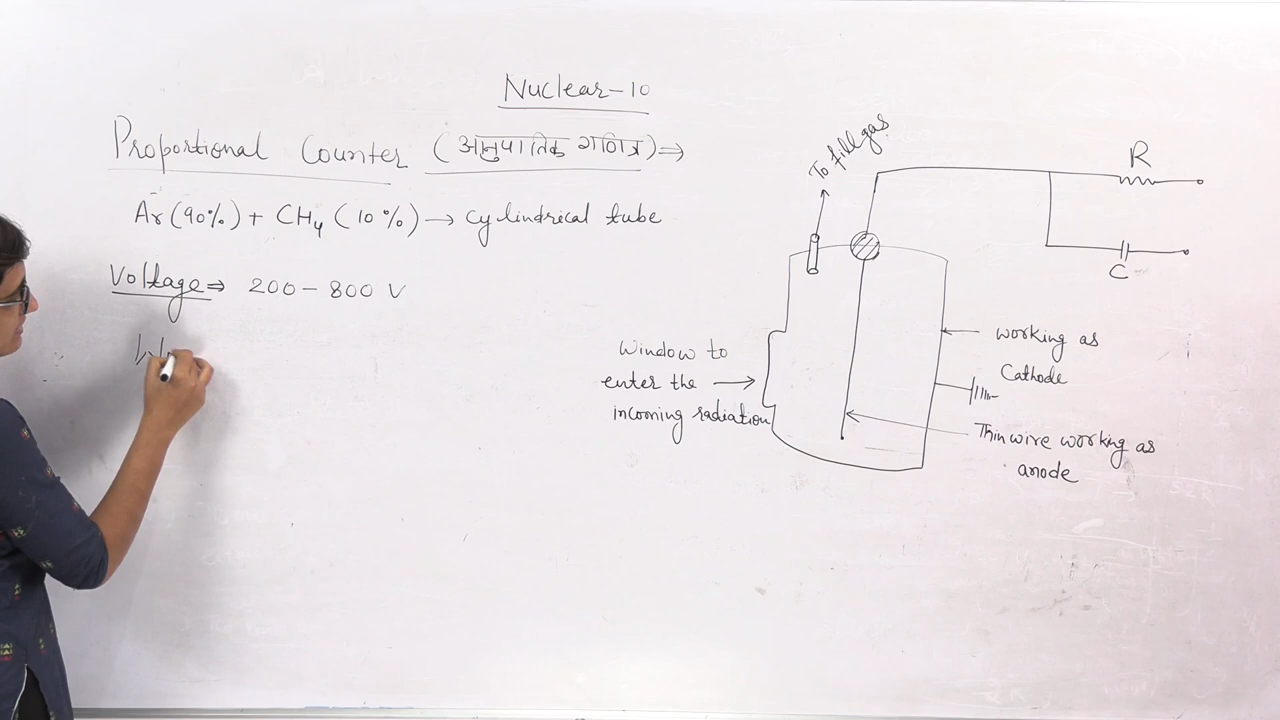 Nuclear-10
Proportional Counter (आनुपातिक गणित्र) ⇒
Ar(90%) + CH₄ (10%) → cylindrical tube
Voltage ⇒ 200 - 800 V
To fill gas
R
C
Window to
enter the →
incoming radiation
working as
Cathode
Thin wire working as
anode